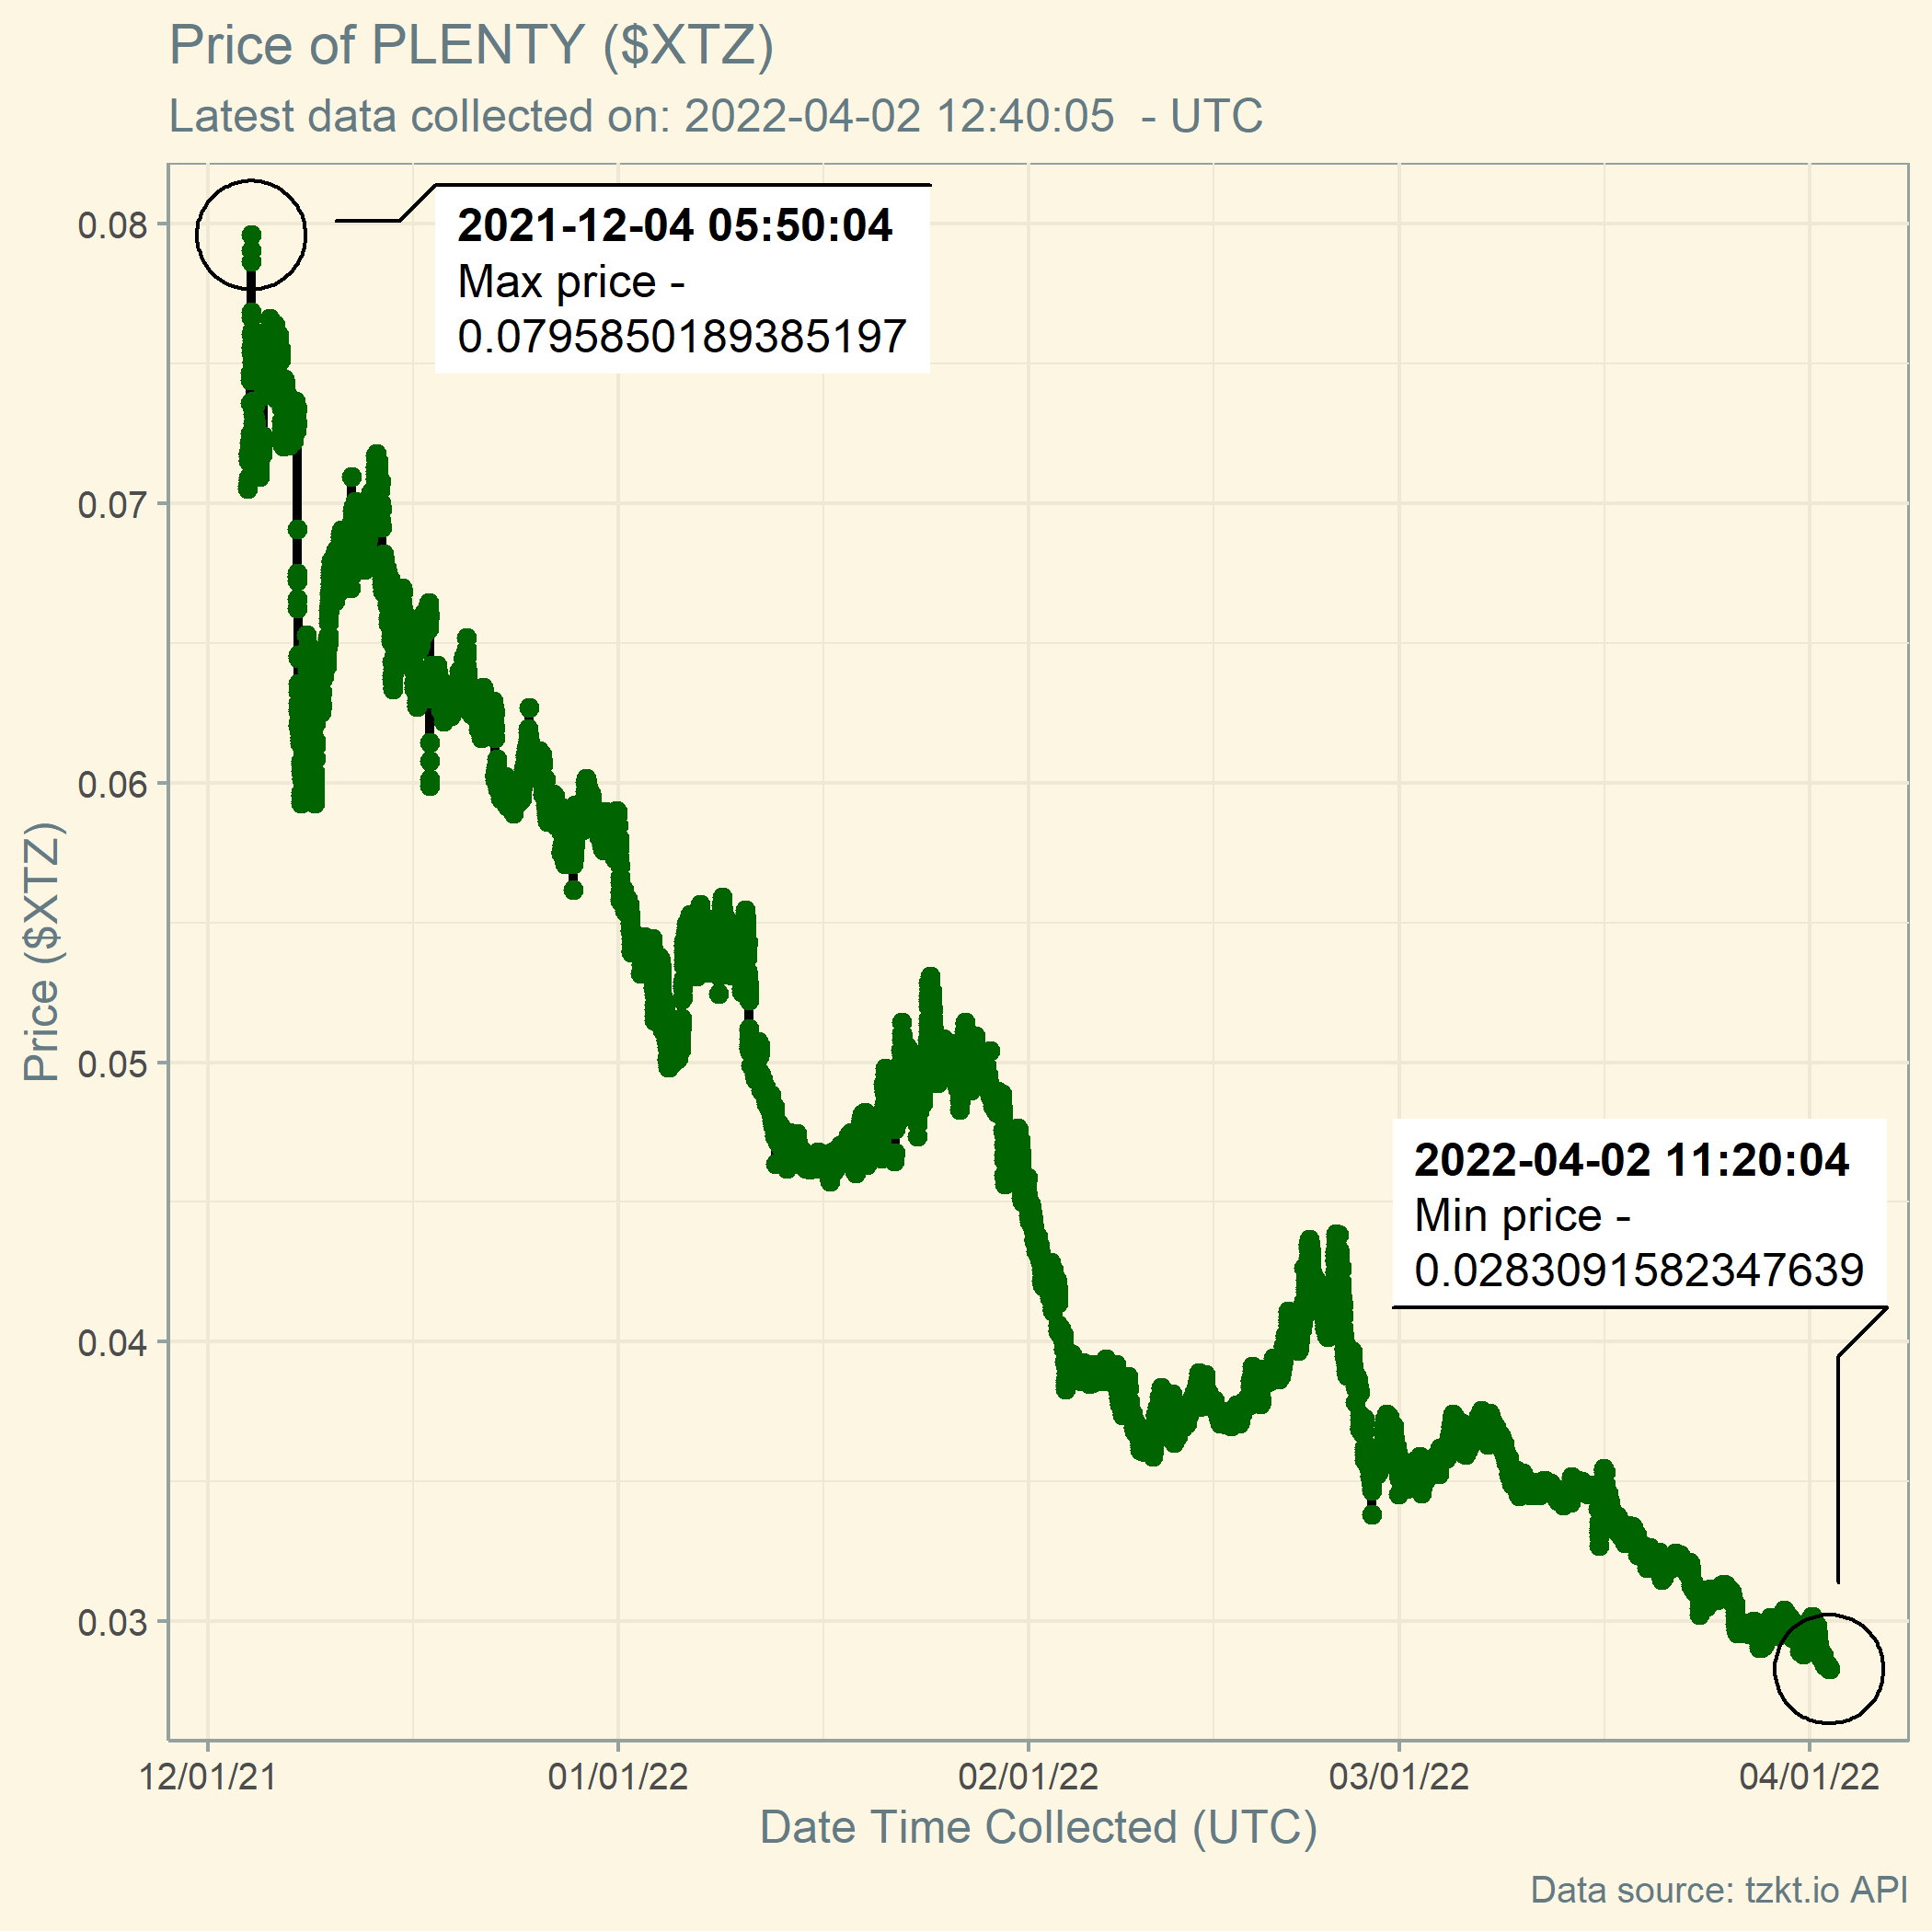 Price of PLENTY ($XTZ)
Latest data collected on: 2022-04-02 12:40:05  - UTC
2021-12-04 05:50:04
Max price -
0.0795850189385197
2022-04-02 11:20:04
Min price -
0.0283091582347639
Price ($XTZ)
0.08
0.07
0.06
0.05
0.04
0.03
12/01/21
01/01/22
02/01/22
03/01/22
04/01/22
Date Time Collected (UTC)
Data source: tzkt.io API